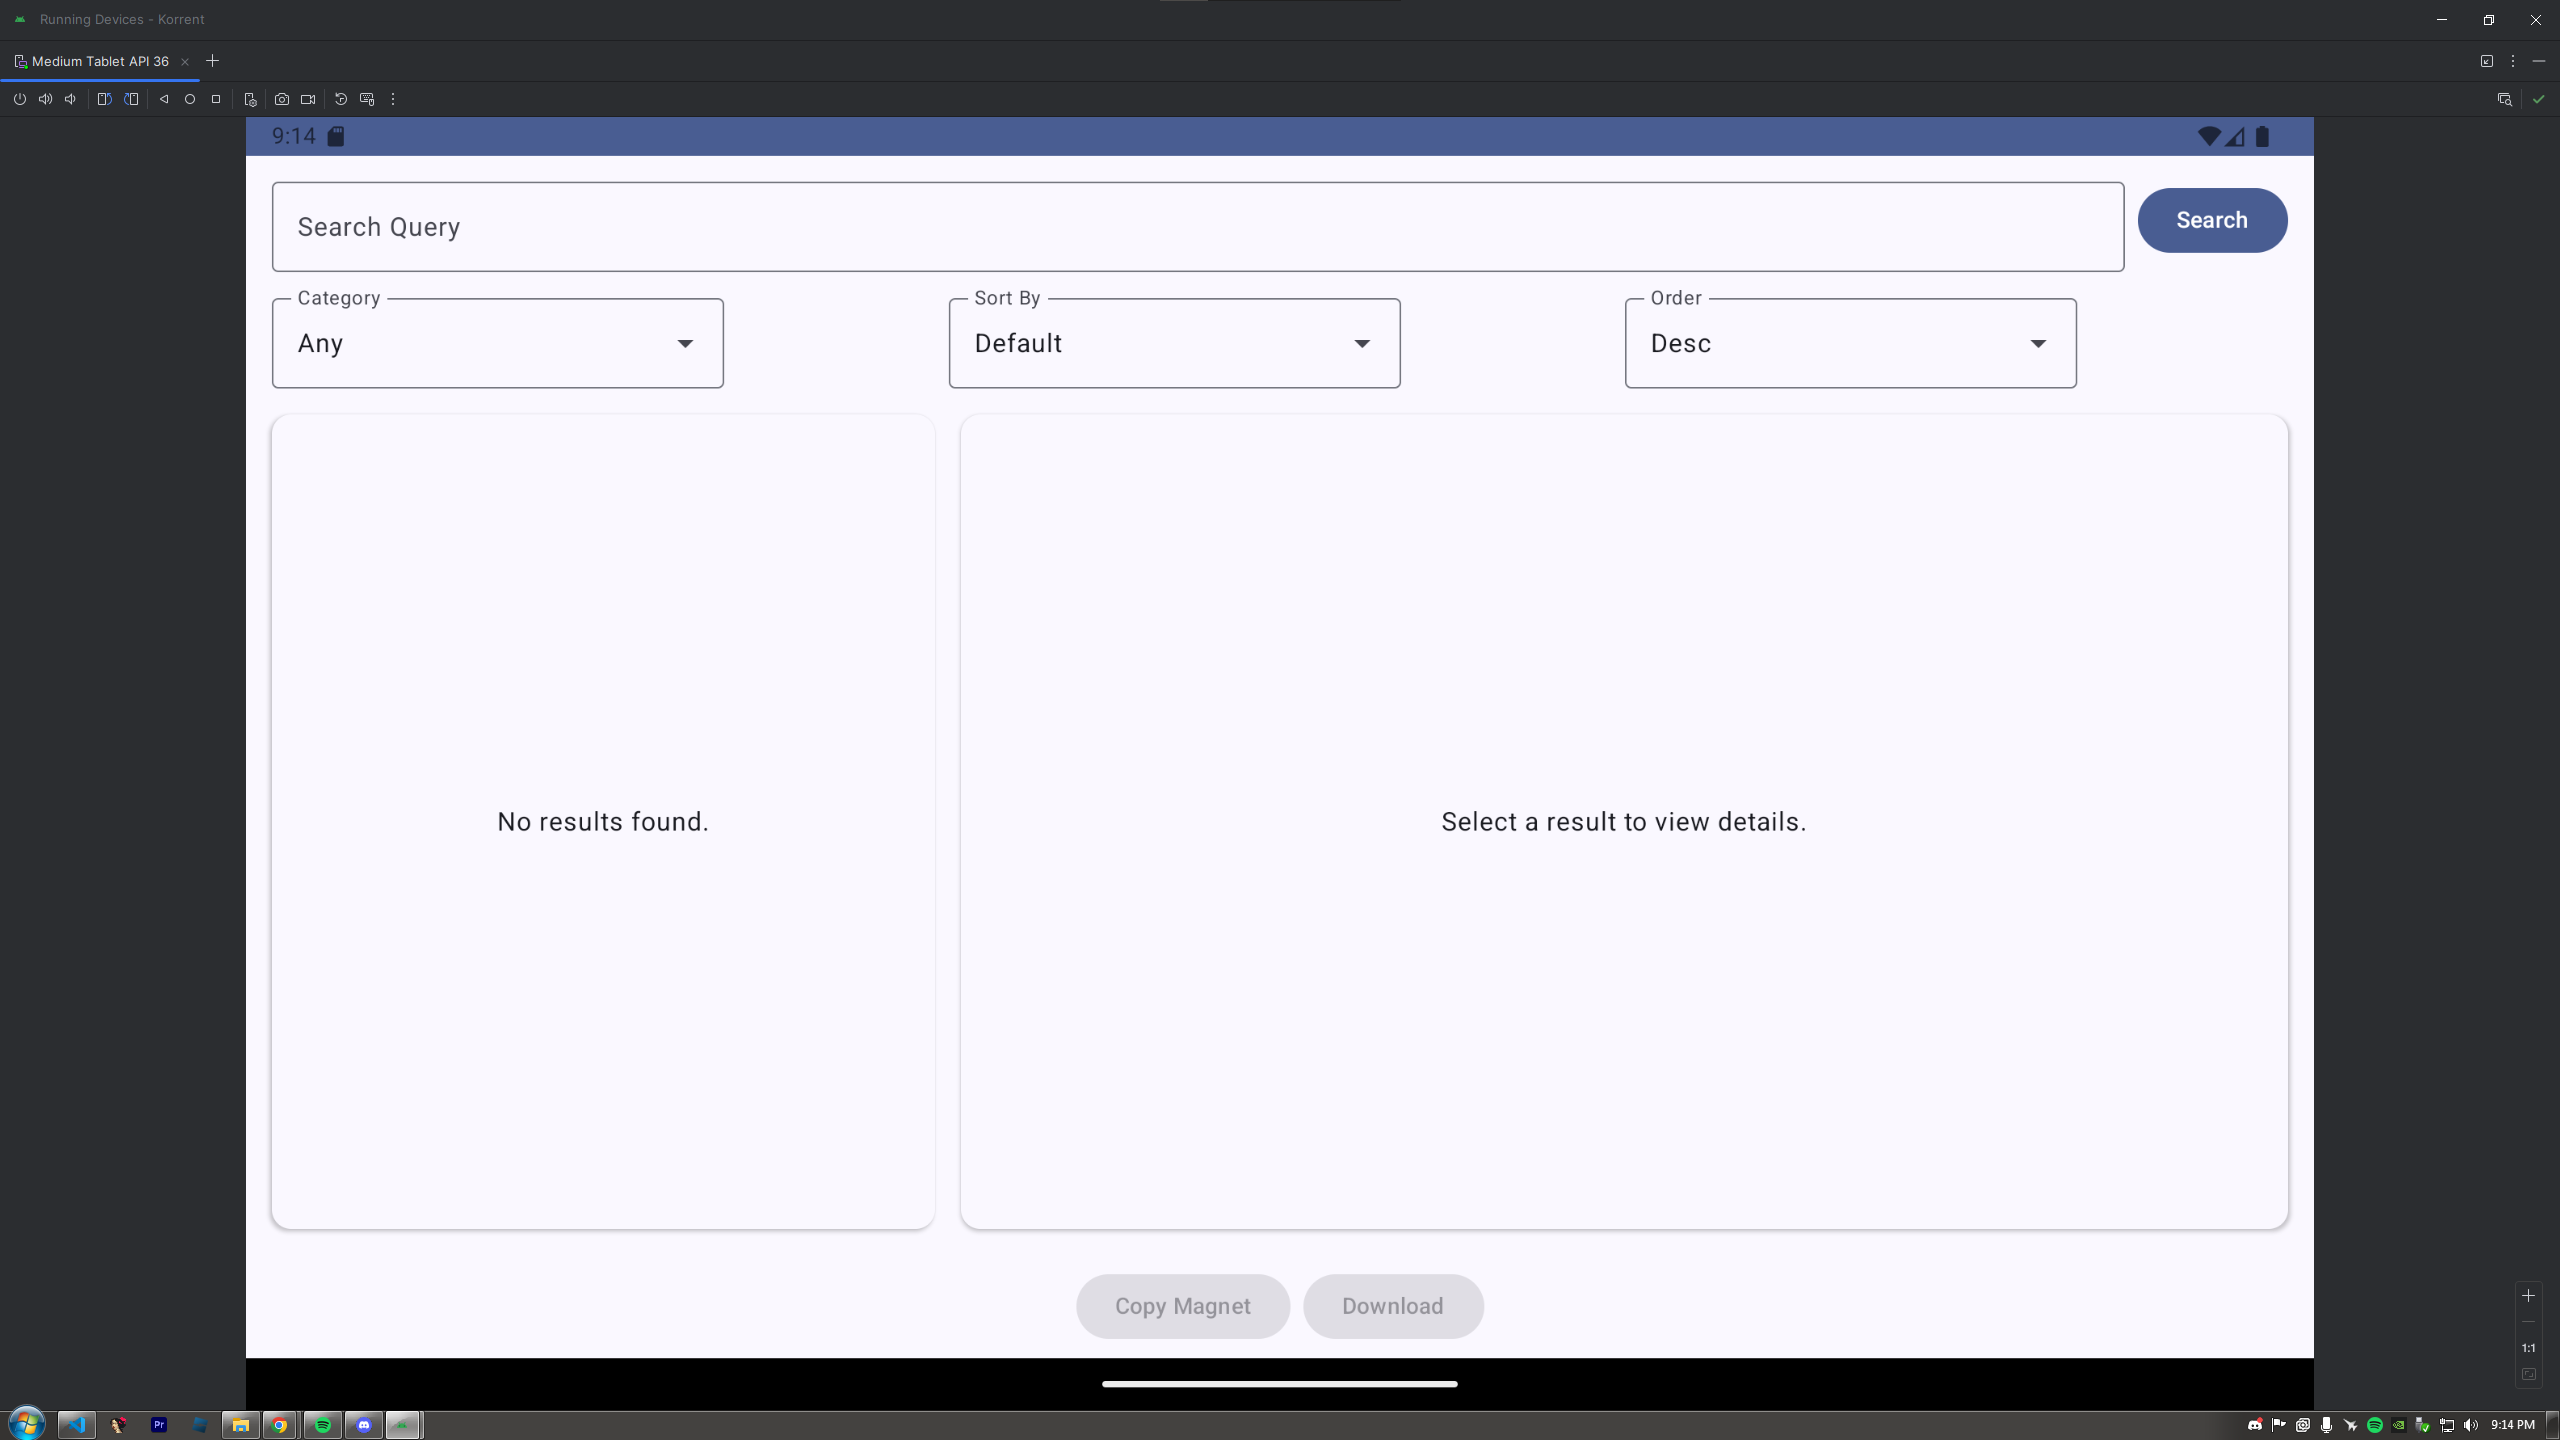 Running Devices - Korrent
Medium Tablet API 36
9:14
Search Query
Search
Category
Sort By
Order
Any
Default
Desc
No results found.
Select a result to view details.
Copy Magnet
Download
1:1
Pr
9:14 PM